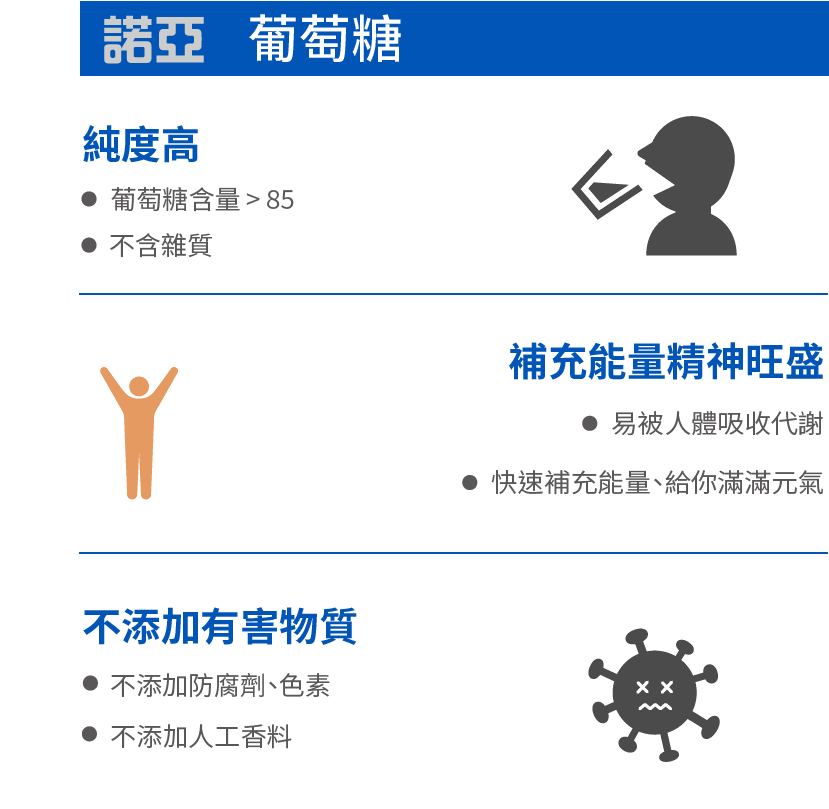 諾亞 葡萄糖
純度高
● 葡萄糖含量 > 85
● 不含雜質
補充能量精神旺盛
● 易被人體吸收代謝
● 快速補充能量、給你滿滿元氣
不添加有害物質
● 不添加防腐劑、色素
● 不添加人工香料